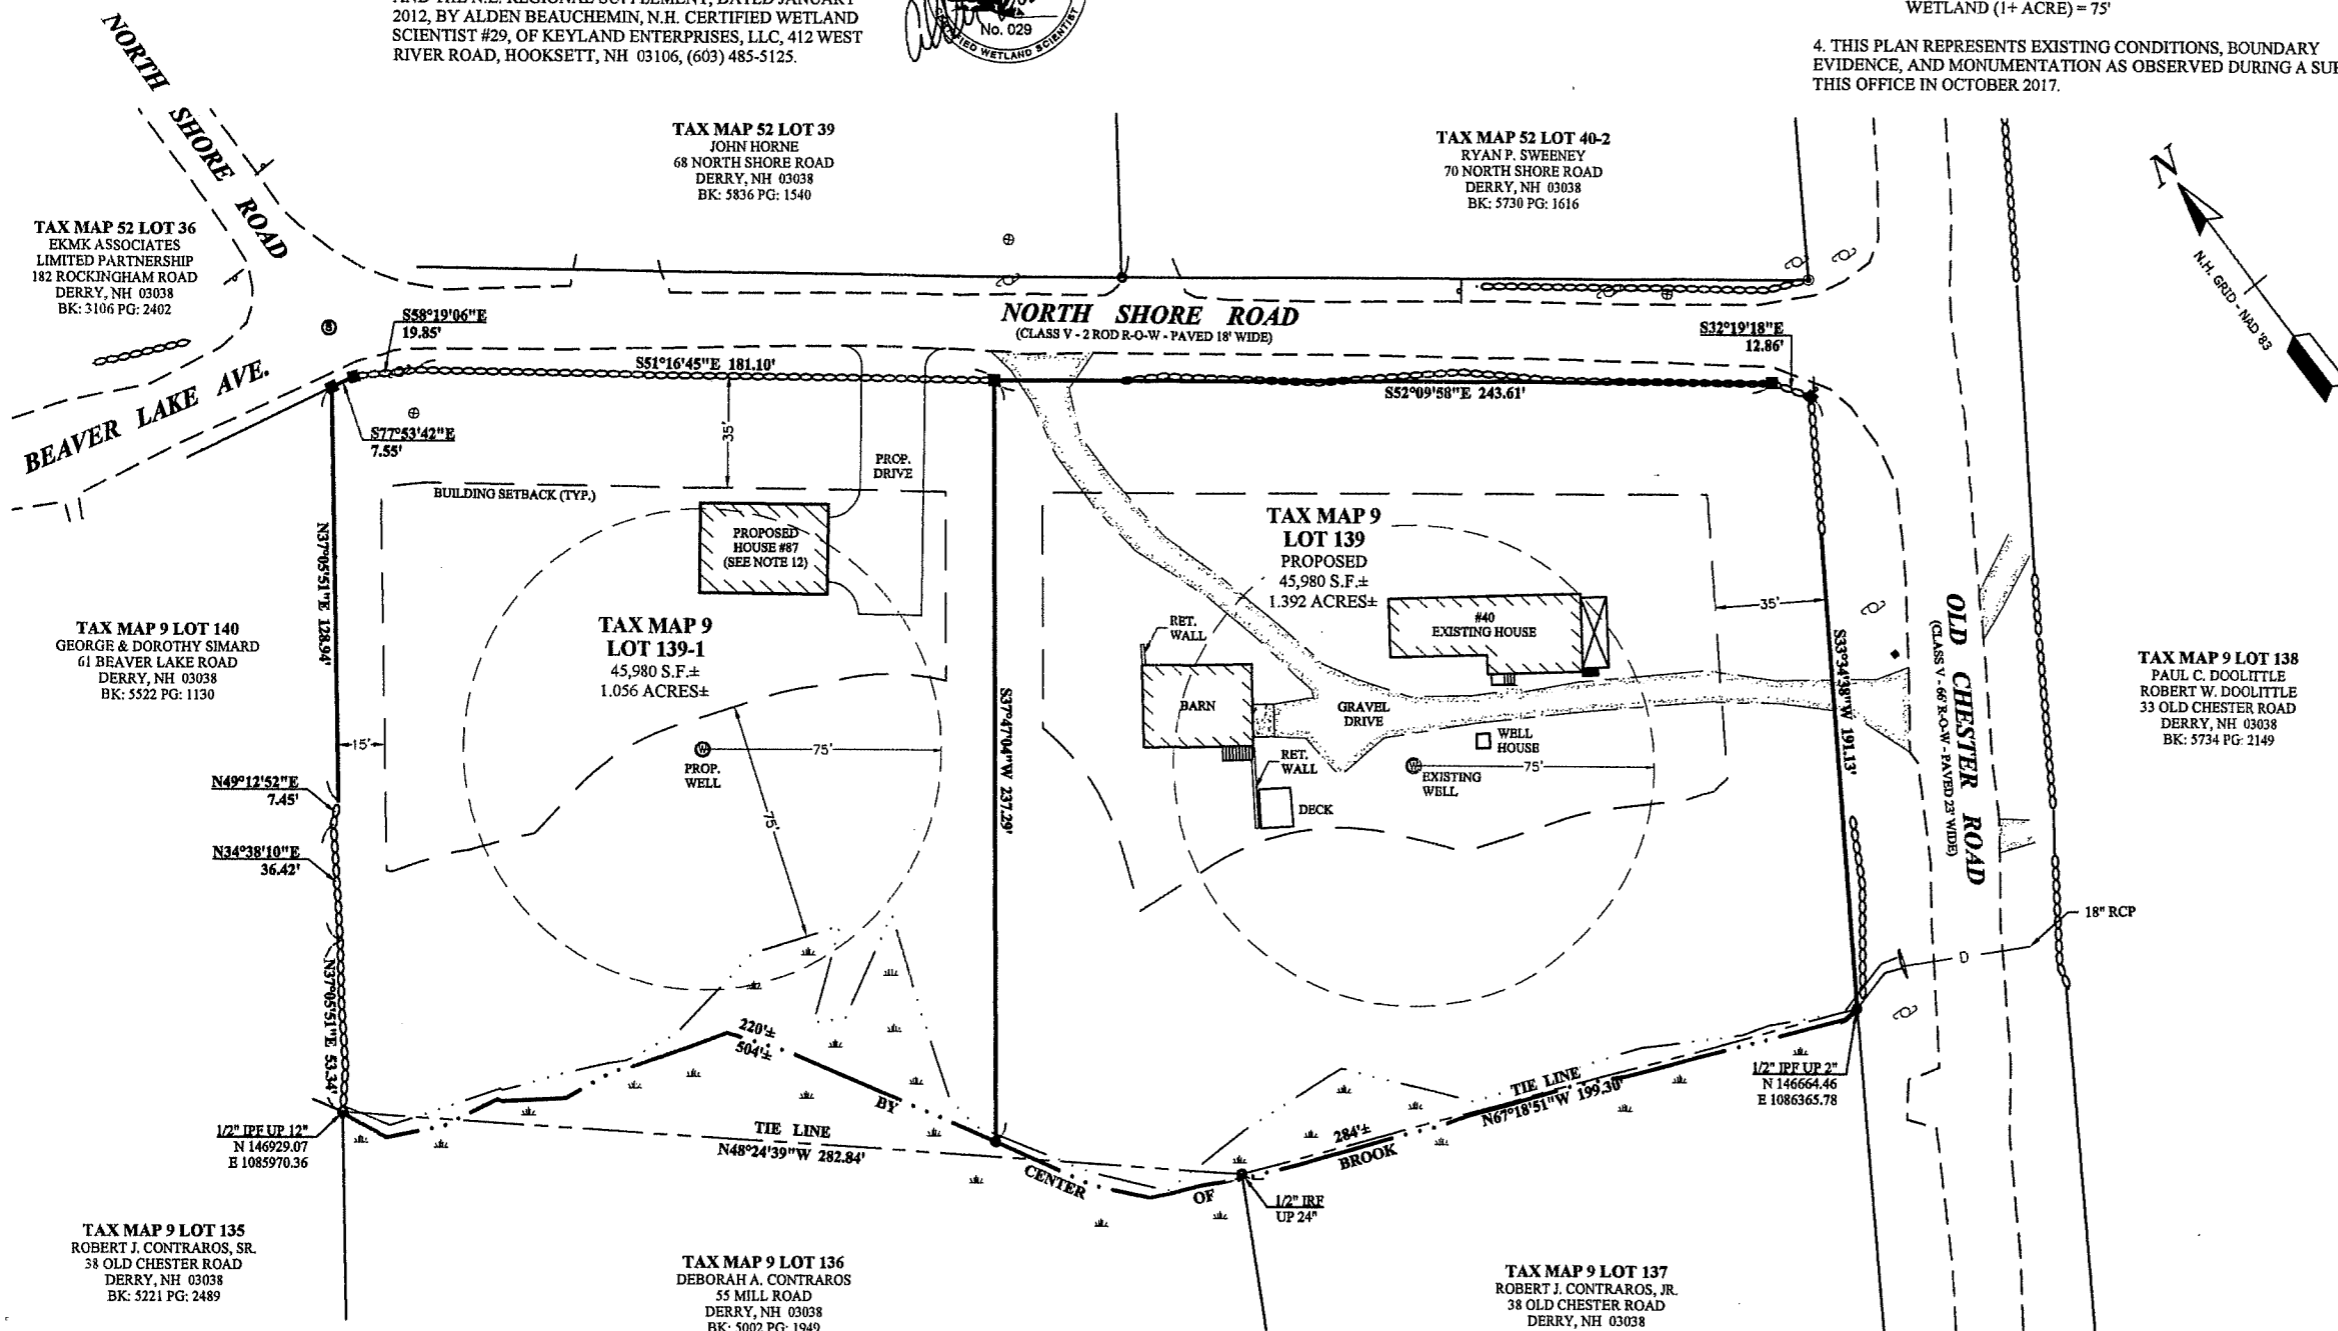 AND THE N.E. REGIONAL SUPPLEMENT, DATED JANUARY
2012, BY ALDEN BEAUCHEMIN, N.H. CERTIFIED WETLAND
SCIENTIST #29, OF KEYLAND ENTERPRISES, LLC, 412 WEST
RIVER ROAD, HOOKSETT, NH 03106, (603) 485-5125.
No. 029
CERTIFIED WETLAND SCIENTIST
WETLAND (1+ ACRE) = 75'
4. THIS PLAN REPRESENTS EXISTING CONDITIONS, BOUNDARY
EVIDENCE, AND MONUMENTATION AS OBSERVED DURING A
THIS OFFICE IN OCTOBER 2017.
NORTH SHORE ROAD
TAX MAP 52 LOT 39
JOHN HORNE
68 NORTH SHORE ROAD
DERRY, NH 03038
BK: 5836 PG: 1540
TAX MAP 52 LOT 40-2
RYAN P. SWEENEY
70 NORTH SHORE ROAD
DERRY, NH 03038
BK: 5730 PG: 1616
N
N.H. GRID - NAD '83
TAX MAP 52 LOT 36
EKMK ASSOCIATES
LIMITED PARTNERSHIP
182 ROCKINGHAM ROAD
DERRY, NH 03038
BK: 3106 PG: 2402
S58°19'06"E
19.85'
NORTH SHORE ROAD
(CLASS V - 2 ROD R-O-W - PAVED 18' WIDE)
S32°19'18"E
12.86'
S
BEAVER LAKE AVE.
S51°16'45"E 181.10'
S52°09'58"E 243.61'
S77°53'42"E
7.55'
35'
PROP.
DRIVE
BUILDING SETBACK (TYP.)
PROPOSED
HOUSE #87
(SEE NOTE 12)
TAX MAP 9
LOT 139
PROPOSED
45,980 S.F.±
1.392 ACRES±
N37°05'51"E 128.94'
TAX MAP 9
LOT 139-1
45,980 S.F.±
1.056 ACRES±
RET.
WALL
#40
EXISTING HOUSE
35'
TAX MAP 9 LOT 140
GEORGE & DOROTHY SIMARD
61 BEAVER LAKE ROAD
DERRY, NH 03038
BK: 5522 PG: 1130
S33°34'38"W 191.13'
OLD CHESTER ROAD
(CLASS V - 66' R-O-W - PAVED 23' WIDE)
TAX MAP 9 LOT 138
PAUL C. DOOLITTLE
ROBERT W. DOOLITTLE
33 OLD CHESTER ROAD
DERRY, NH 03038
BK: 5734 PG: 2149
BARN
GRAVEL
DRIVE
WELL
HOUSE
15'
W
75'
PROP.
WELL
S37°47'04"W 237.29'
RET.
WALL
W
75'
EXISTING
WELL
DECK
N49°12'52"E
7.45'
75'
N34°38'10"E
36.42'
18" RCP
D
N37°05'51"E 53.34'
220'±
504'±
BY
TIE LINE
N48°24'39"W 282.84'
CENTER
OF
284'±
BROOK
TIE LINE
N67°18'51"W 199.30'
1/2" IPF UP 2"
N 146664.46
E 1086365.78
1/2" IPF UP 12"
N 146929.07
E 1085970.36
1/2" IRF
UP 24"
TAX MAP 9 LOT 135
ROBERT J. CONTRAROS, SR.
38 OLD CHESTER ROAD
DERRY, NH 03038
BK: 5221 PG: 2489
TAX MAP 9 LOT 136
DEBORAH A. CONTRAROS
55 MILL ROAD
DERRY, NH 03038
BK: 5002 PG: 1949
TAX MAP 9 LOT 137
ROBERT J. CONTRAROS, JR.
38 OLD CHESTER ROAD
DERRY, NH 03038